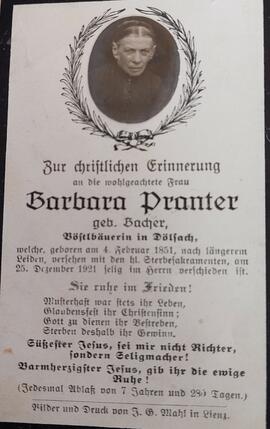 Zur christlichen Erinnerung
an die wohlgeachtete Frau
Barbara Pranter
geb. Bacher,
Böstlbäuerin in Dölsach,
welche, geboren am 4. Februar 1851, nach längerem
Leiden, versehen mit den hl. Sterbesakramenten, am
25. Dezember 1921 selig im Herrn verschieden ist.
Sie ruhe im Frieden!
Musterhaft war stets ihr Leben,
Glaubensfest ihr Christensinn;
Gott zu dienen ihr Bestreben,
Sterben deshalb ihr Gewinn.
Süßester Jesus, sei mir nicht Richter,
sondern Seligmacher!
Barmherzigster Jesus, gib ihr die ewige
Ruhe!
(Jedesmal Ablaß von 7 Jahren und 280 Tagen.)
Bilder und Druck von J. G. Mahl in Lienz.